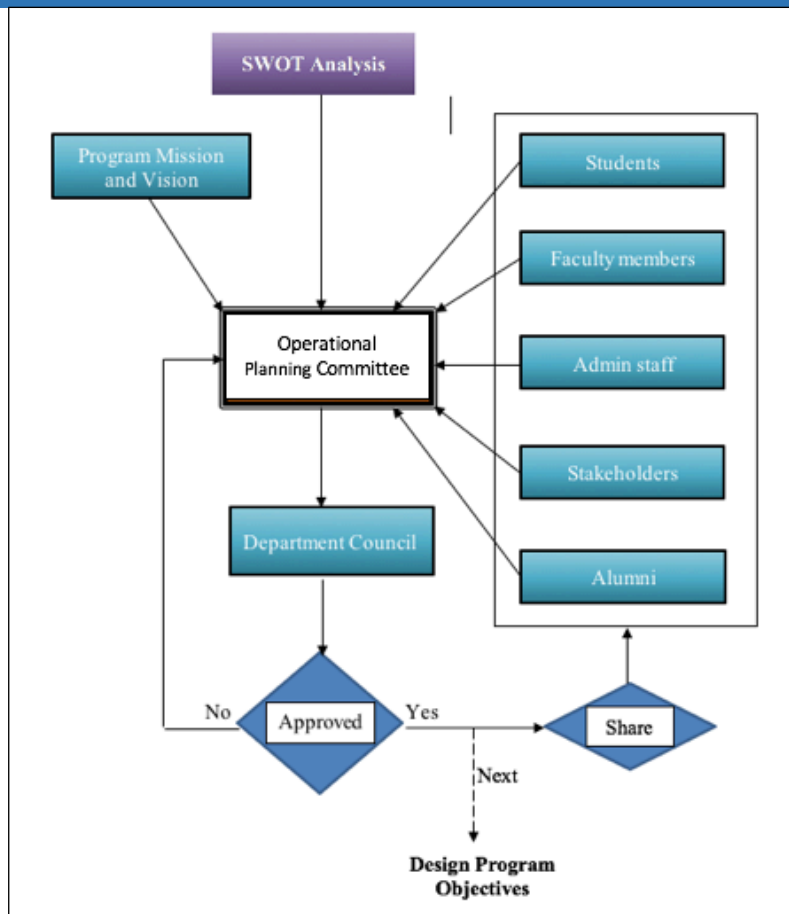 SWOT Analysis
Program Mission
and Vision
Students
Faculty members
Operational
Planning Committee
Admin staff
Stakeholders
Department Council
Alumni
No
Approved
Yes
Share
Next
Design Program
Objectives